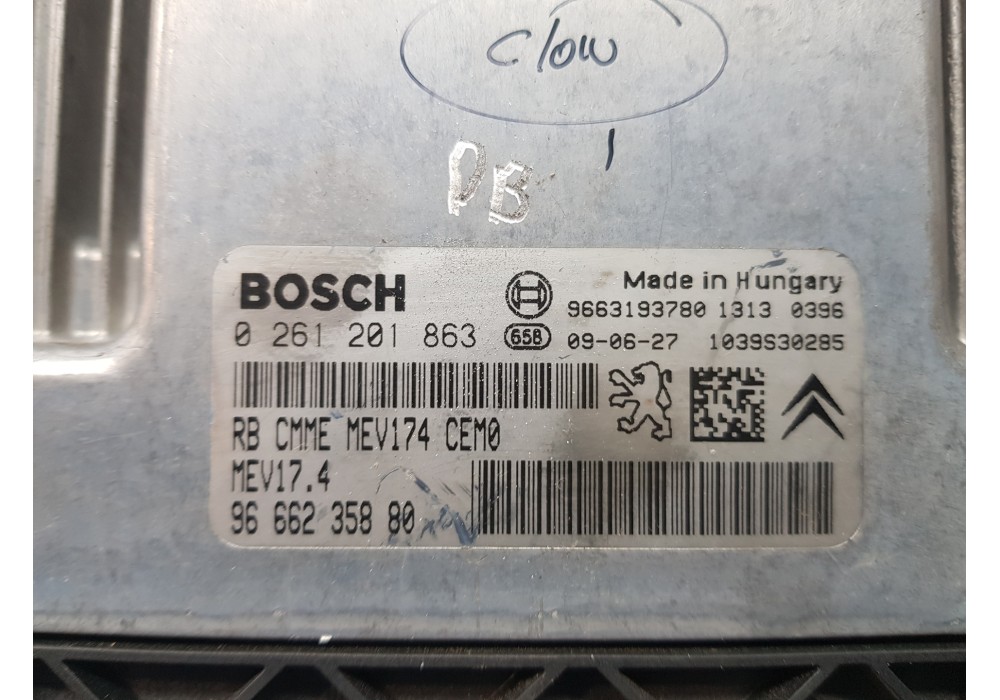 Clow
PB
BOSCH
Made in Hungary
9663193780 1313 0396
0 261 201 863
658
09-06-27 1039S30285
RB CMME MEV174 CEM0
MEV17.4
96 662 358 80